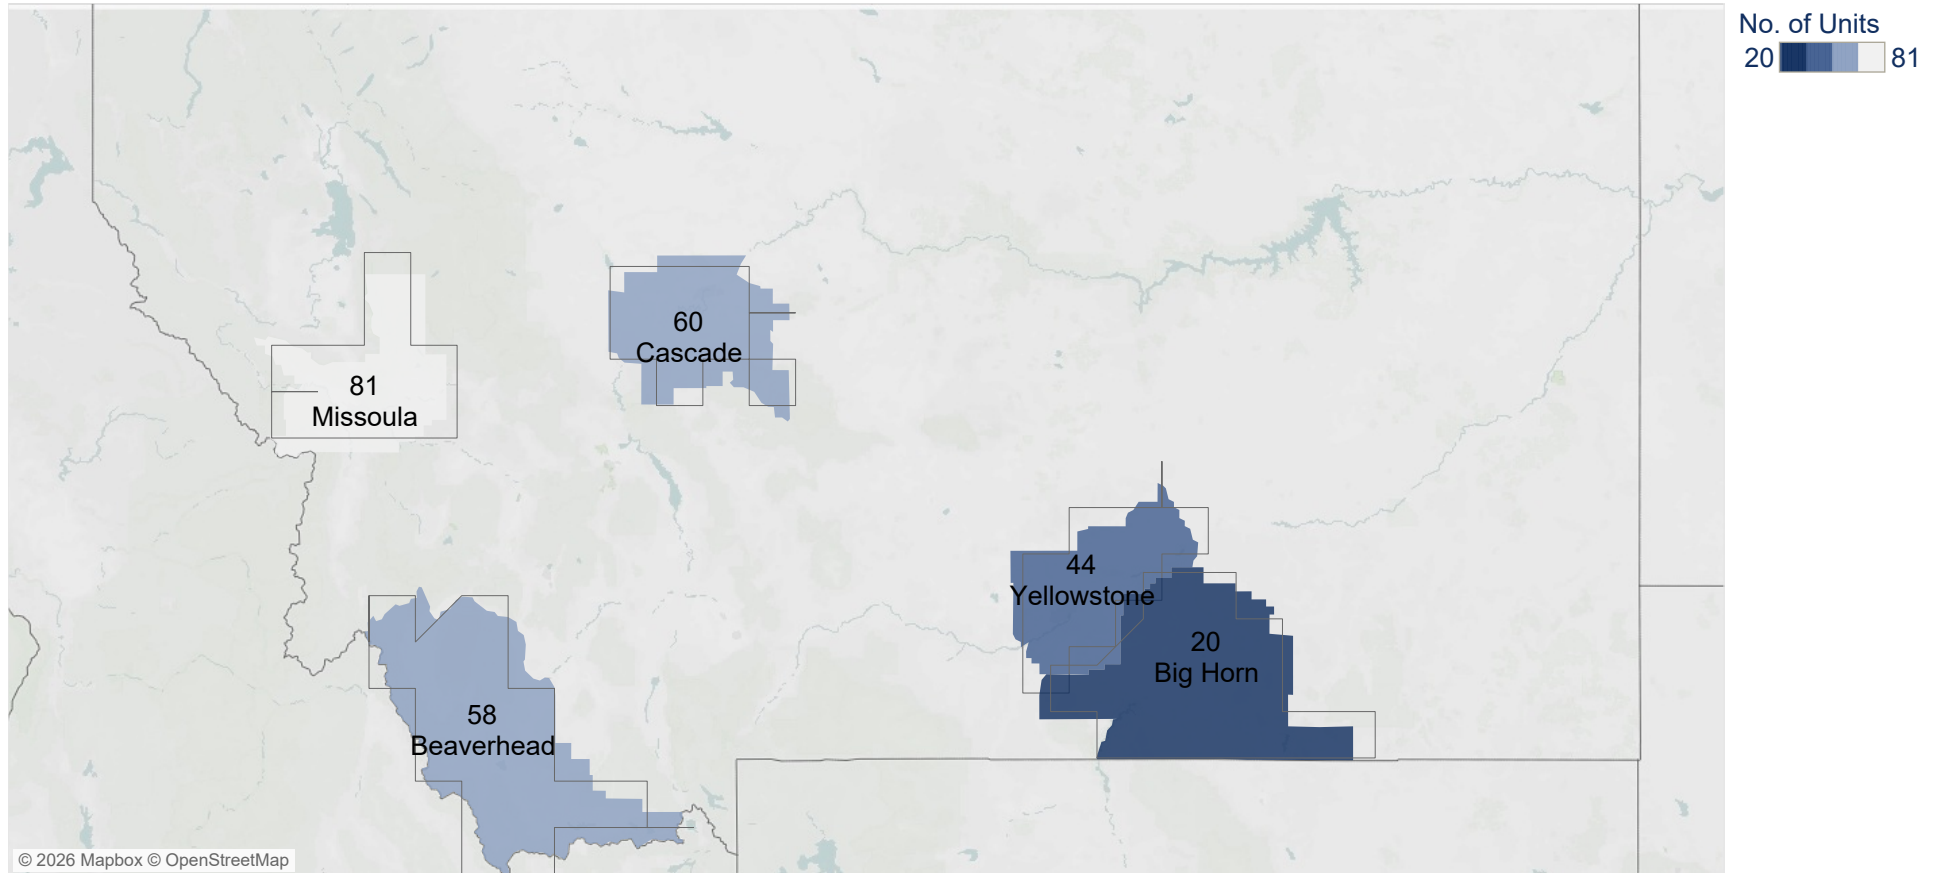 No. of Units
20 81
60
Cascade
81
Missoula
44
Yellowstone
20
Big Horn
58
Beaverhead
© 2026 Mapbox © OpenStreetMap